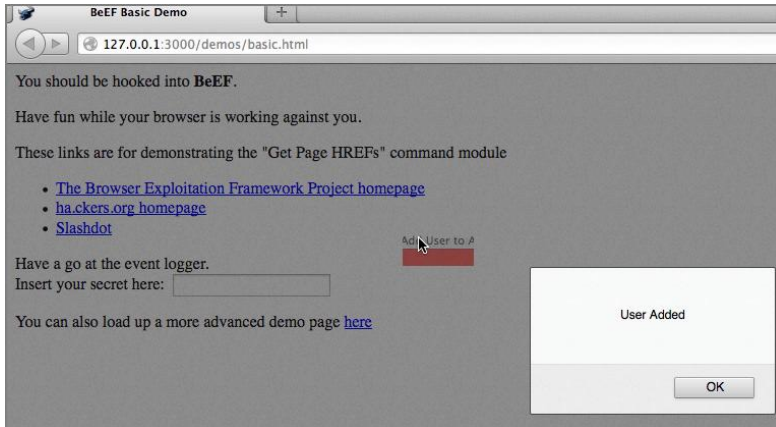 BeEF Basic Demo
127.0.0.1:3000/demos/basic.html
You should be hooked into BeEF.
Have fun while your browser is working against you.
These links are for demonstrating the "Get Page HREFs" command module
• The Browser Exploitation Framework Project homepage
• ha.ckers.org homepage
• Slashdot
User to A
Have a go at the event logger.
Insert your secret here:
You can also load up a more advanced demo page here
User Added
OK